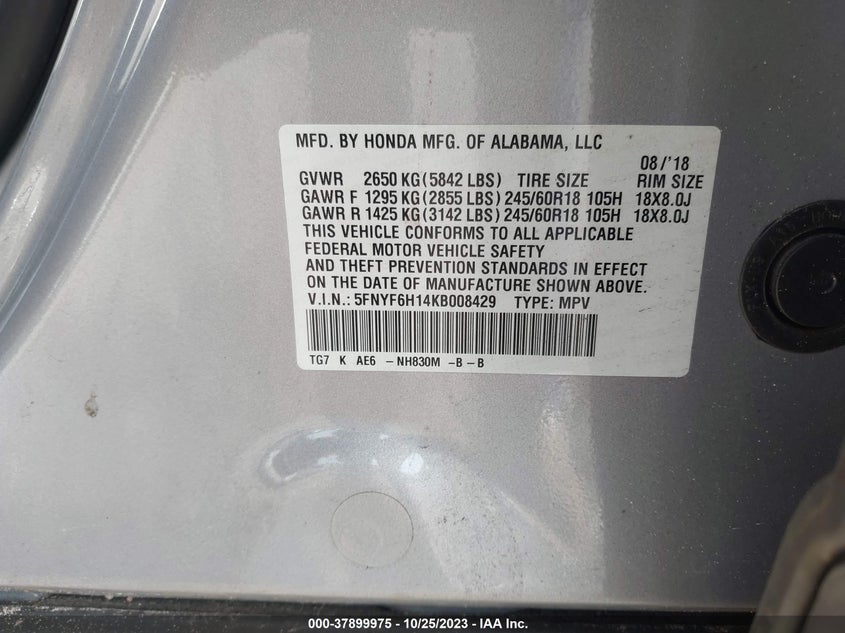 MFD. BY HONDA MFG. OF ALABAMA, LLC
08/'18
GVWR 2650 KG(5842 LBS) TIRE SIZE RIM SIZE
GAWR F 1295 KG(2855 LBS) 245/60R18 105H 18X8.0J
GAWR R 1425 KG(3142 LBS) 245/60R18 105H 18X8.0J
THIS VEHICLE CONFORMS TO ALL APPLICABLE
FEDERAL MOTOR VEHICLE SAFETY
AND THEFT PREVENTION STANDARDS IN EFFECT
ON THE DATE OF MANUFACTURE SHOWN ABOVE.
V.I.N.: 5FNYF6H14KB008429 TYPE: MPV
TG7 K AE6 -NH830M -B-B
000-37899975 - 10/25/2023 - IAA Inc.